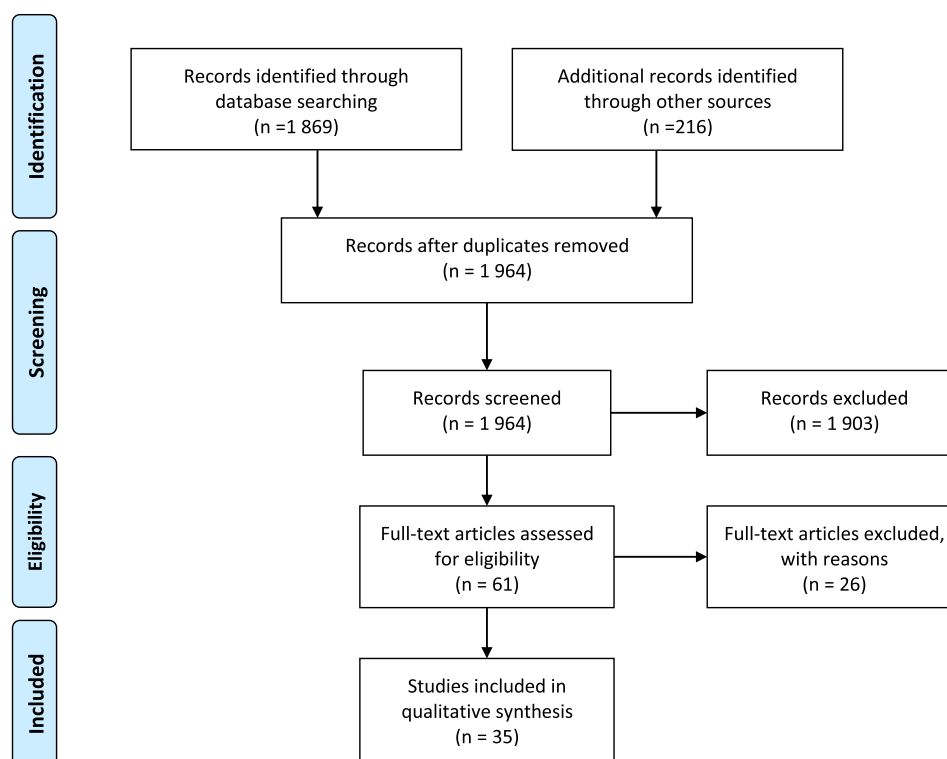 Identification
Records identified through
database searching
(n =1 869)
Additional records identified
through other sources
(n =216)
Screening
Records after duplicates removed
(n = 1 964)
Records screened
(n = 1 964)
Records excluded
(n = 1 903)
Eligibility
Full-text articles assessed
for eligibility
(n = 61)
Full-text articles excluded,
with reasons
(n = 26)
Included
Studies included in
qualitative synthesis
(n = 35)